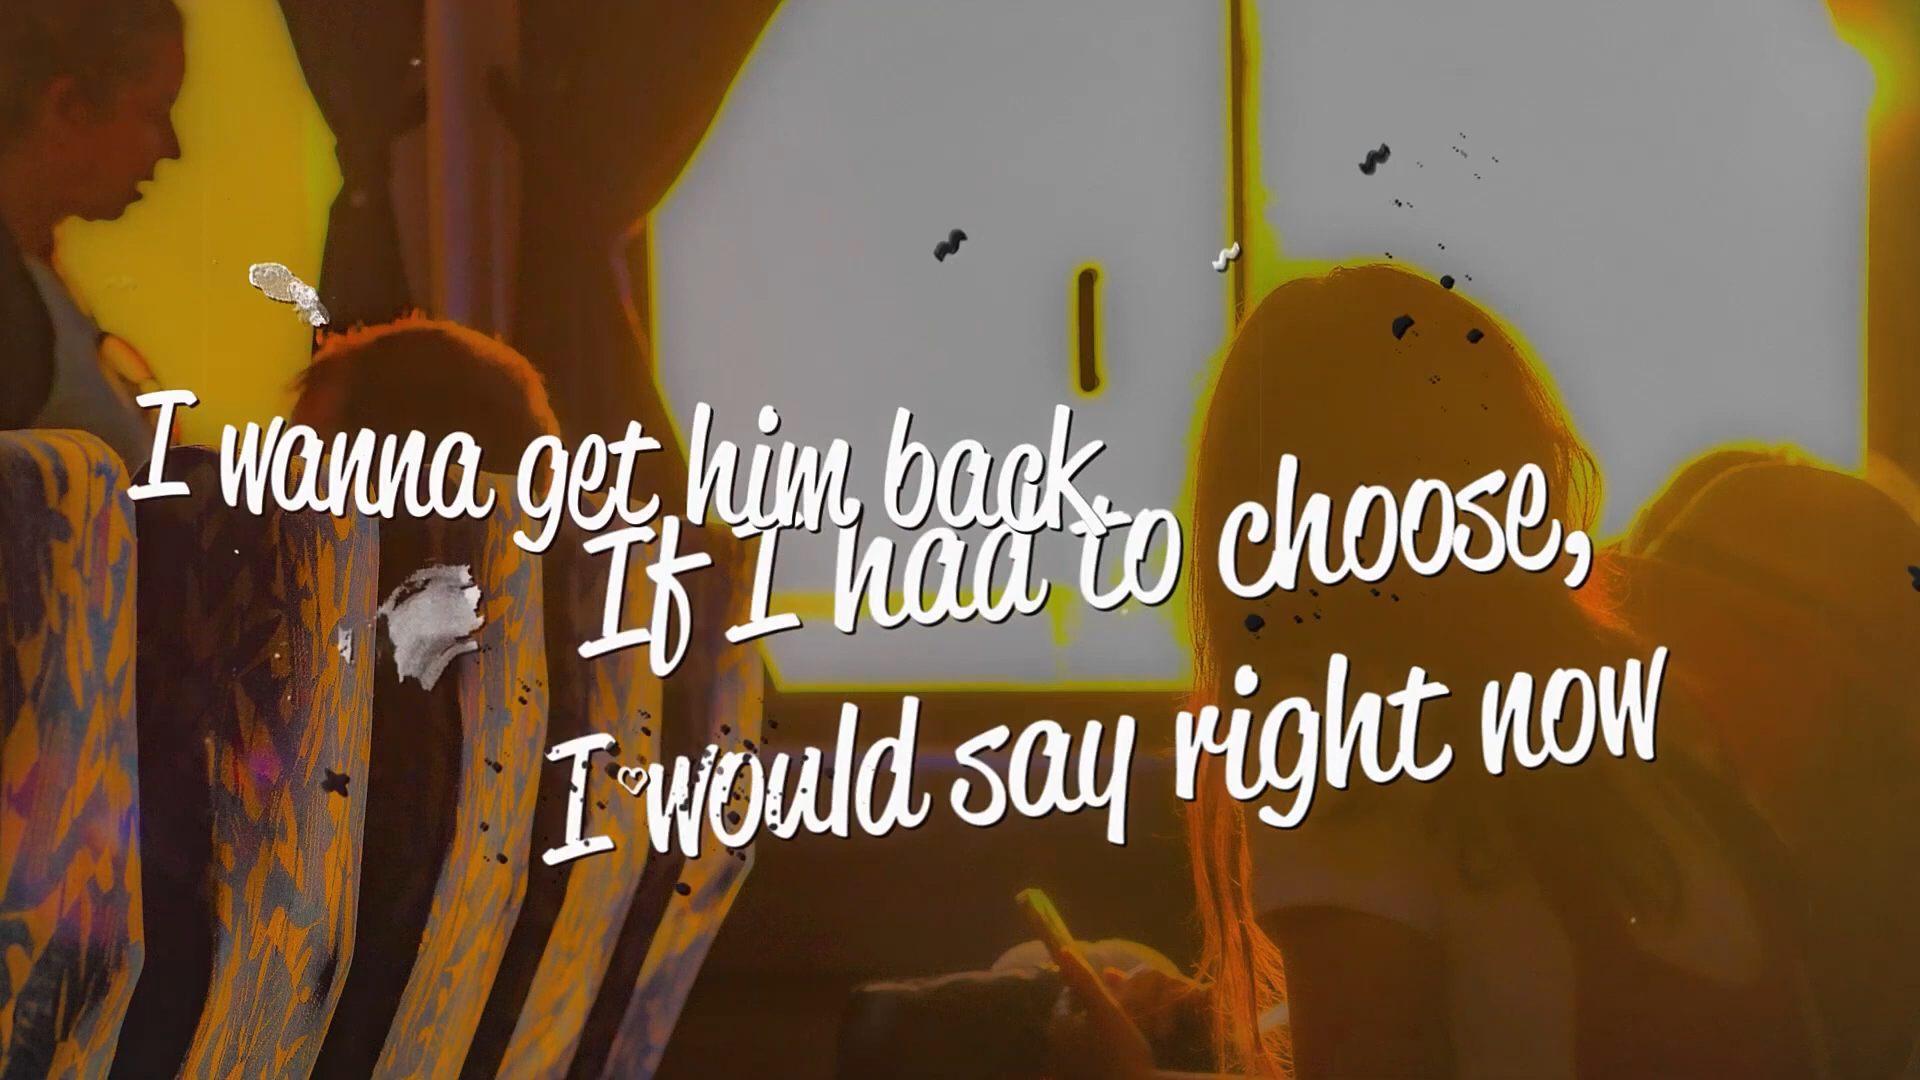 I wanna get him back.
If I had to choose,
I would say right now